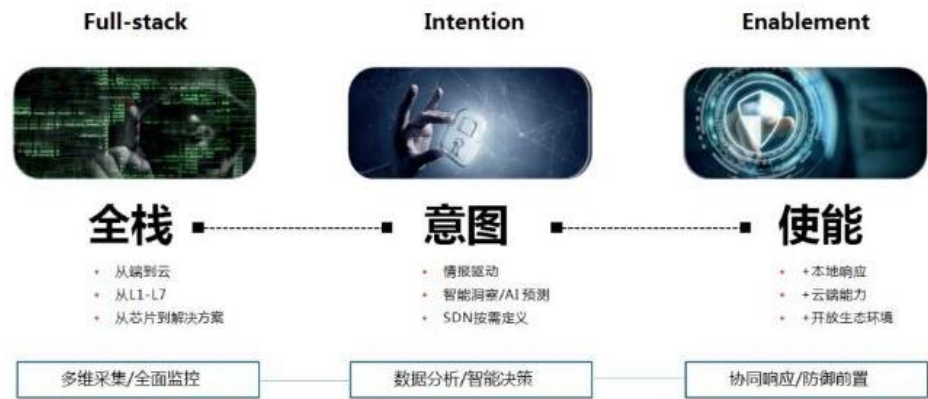 Full-stack
Intention
Enablement
全栈
意图
使能
从端到云
从L1-L7
从芯片到解决方案
情报驱动
智能洞察/AI 预测
SDN按需定义
+本地响应
+云端能力
+开放生态环境
多维采集/全面监控
数据分析/智能决策
协同响应/防御前置